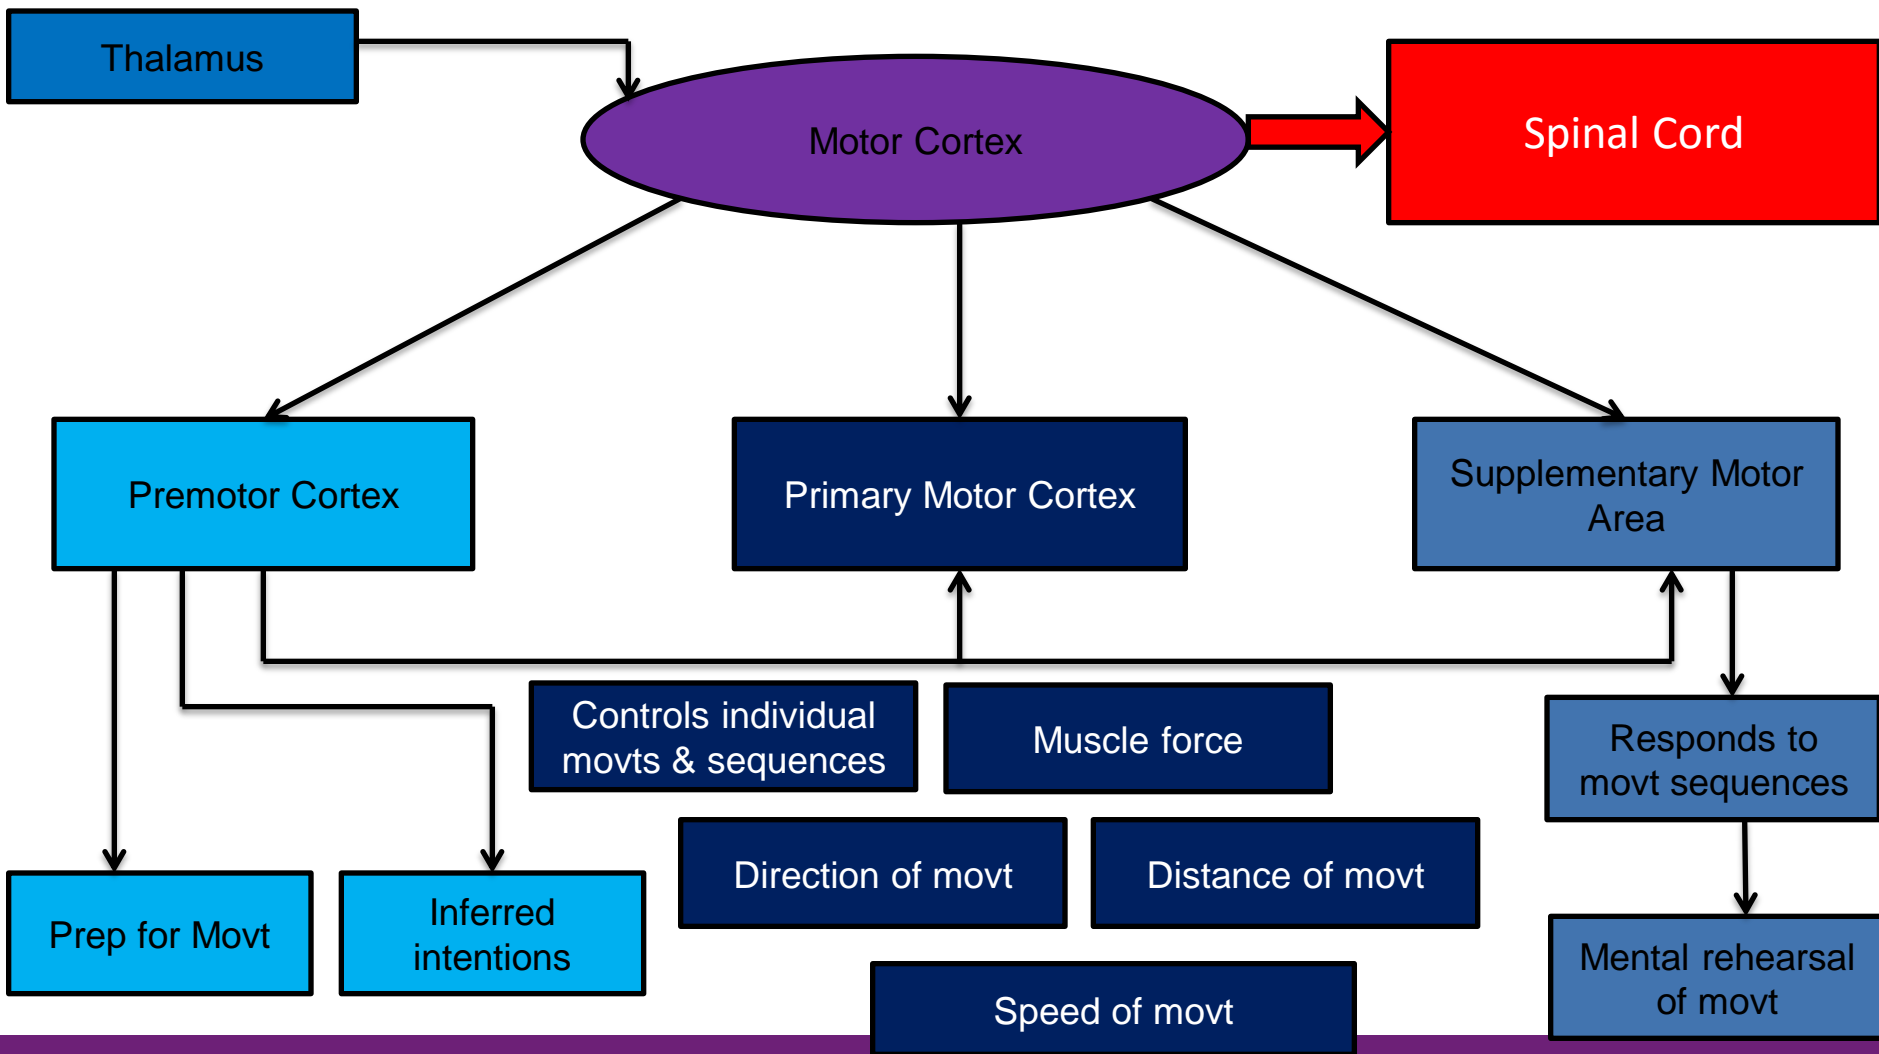 Thalamus
Motor Cortex
Spinal Cord
Premotor Cortex
Primary Motor Cortex
Supplementary Motor
Area
Controls individual
movts & sequences
Muscle force
Responds to
movt sequences
Direction of movt
Distance of movt
Prep for Movt
Inferred
intentions
Speed of movt
Mental rehearsal
of movt